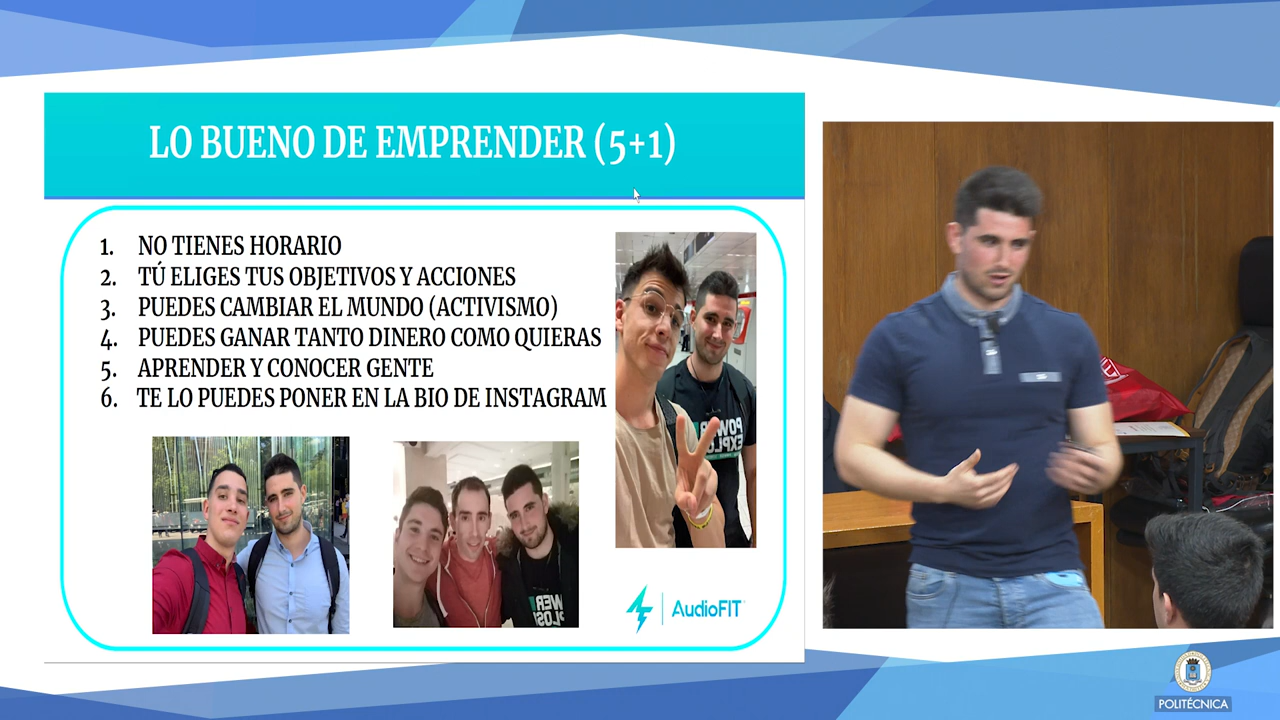 LO BUENO DE EMPRENDER (5+1)
1. NO TIENES HORARIO
2. TÚ ELIGES TUS OBJETIVOS Y ACCIONES
3. PUEDES CAMBIAR EL MUNDO (ACTIVISMO)
4. PUEDES GANAR TANTO DINERO COMO QUIERAS
5. APRENDER Y CONOCER GENTE
6. TE LO PUEDES PONER EN LA BIO DE INSTAGRAM
AudioFIT
POLITÉCNICA